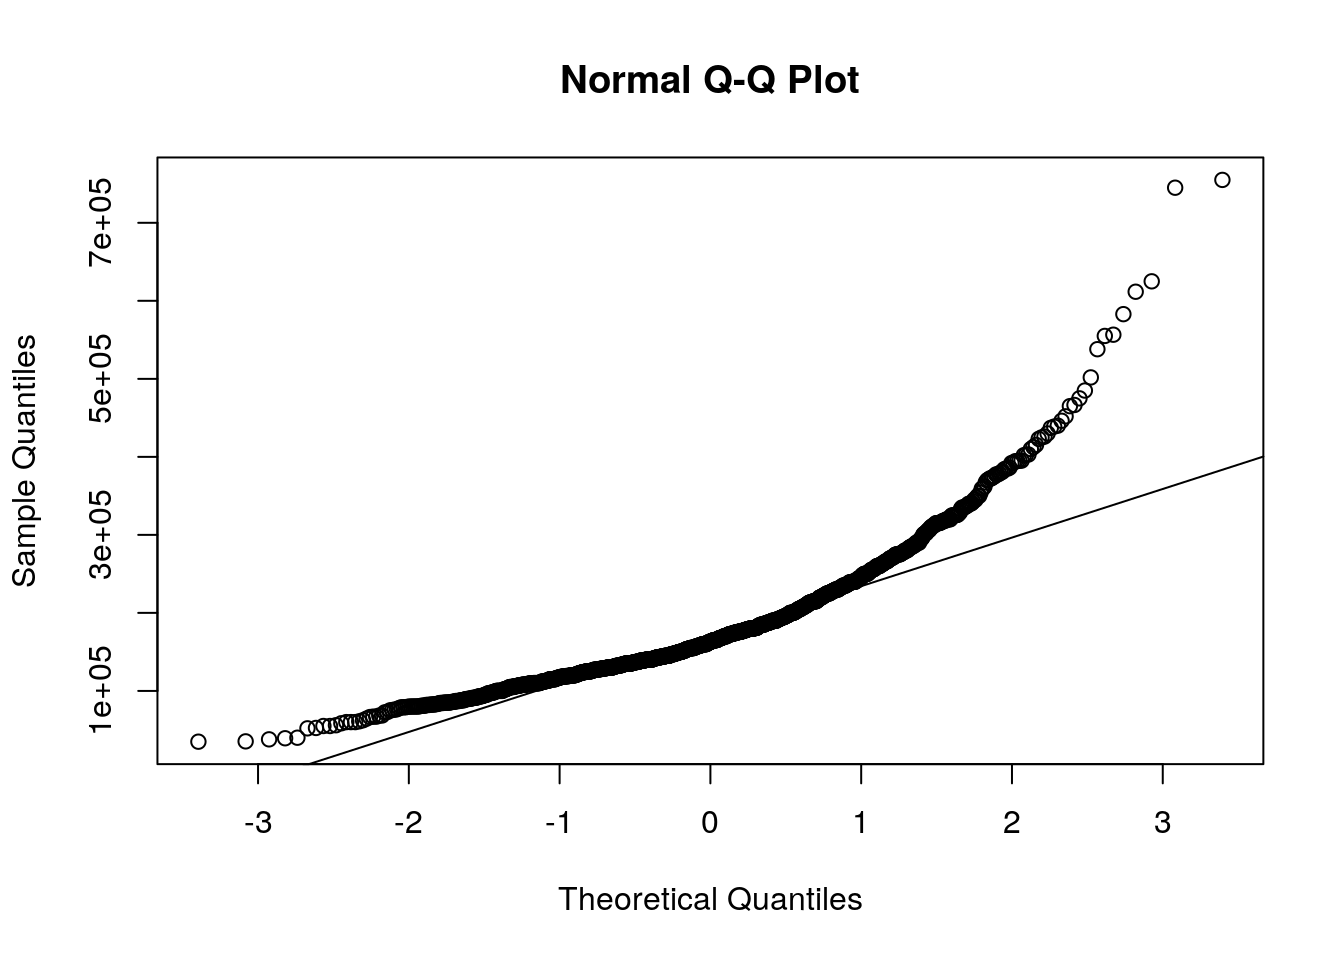 Normal Q-Q Plot
7e+05
5e+05
3e+05
1e+05
Sample Quantiles
-3 -2 -1 0 1 2 3
Theoretical Quantiles